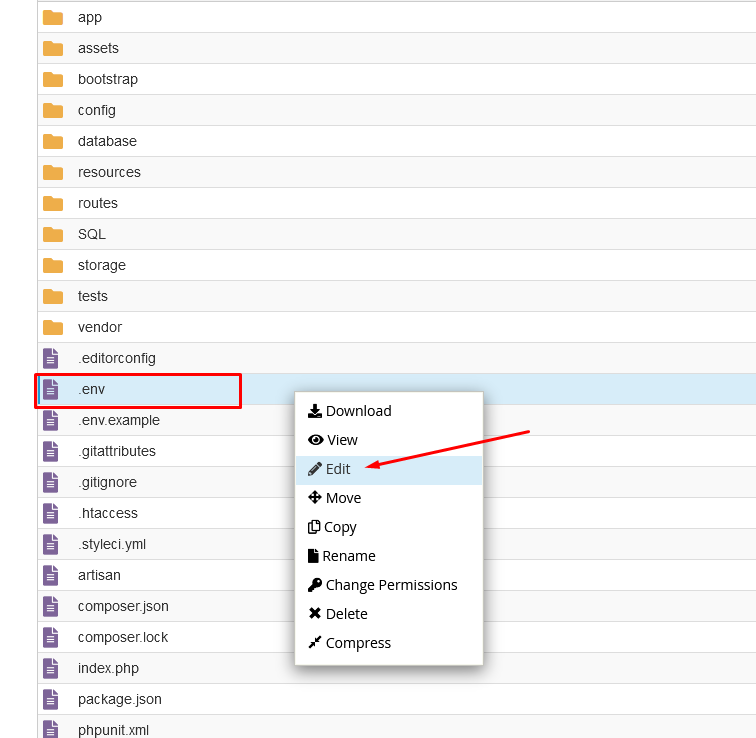 app
assets
bootstrap
config
database
resources
routes
SQL
storage
tests
vendor
.editorconfig
.env
.env.example
.gitattributes
.gitignore
.htaccess
.styleci.yml
artisan
composer.json
composer.lock
index.php
package.json
phpunit.xml
Download
View
Edit
Move
Copy
Rename
Change Permissions
Delete
Compress